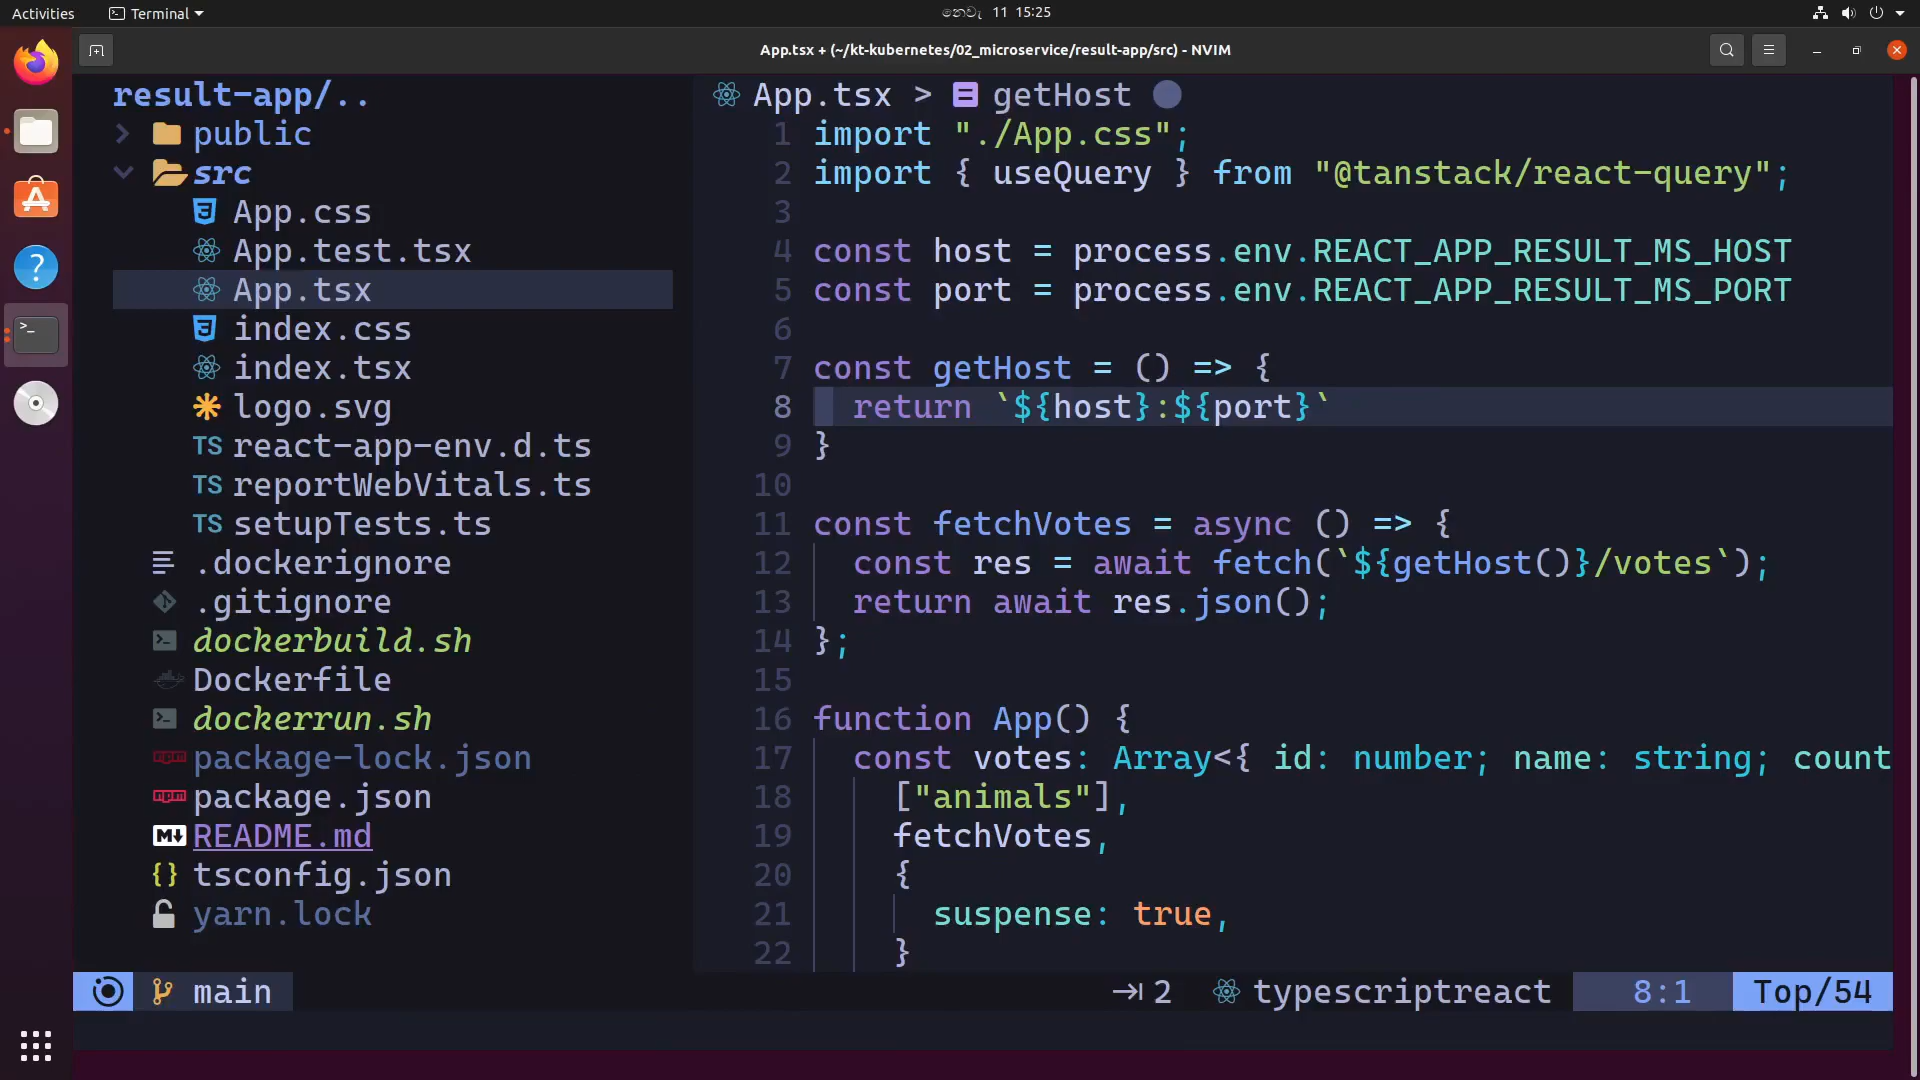 Activities
Terminal
නොවැ 11 15:25
App.tsx + (~/kt-kubernetes/02_microservice/result-app/src) - NVIM
result-app/..
public
src
App.css
App.test.tsx
App.tsx
index.css
index.tsx
logo.svg
TS react-app-env.d.ts
TS reportWebVitals.ts
TS setupTests.ts
.dockerignore
.gitignore
dockerbuild.sh
Dockerfile
dockerrun.sh
package-lock.json
package.json
M README.md
{} tsconfig.json
yarn.lock
App.tsx > getHost
1 import "./App.css";
2 import { useQuery } from "@tanstack/react-query";
3
4 const host = process.env.REACT_APP_RESULT_MS_HOST
5 const port = process.env.REACT_APP_RESULT_MS_PORT
6
7 const getHost = () => {
8   return `${host}:${port}`
9 }
10
11 const fetchVotes = async () => {
12   const res = await fetch(`${getHost()}/votes`);
13   return await res.json();
14 };
15
16 function App() {
17   const votes: Array<{ id: number; name: string; count
18     ["animals"],
19     fetchVotes,
20     {
21       suspense: true,
22     }
main
2 typescriptreact 8:1 Top/54